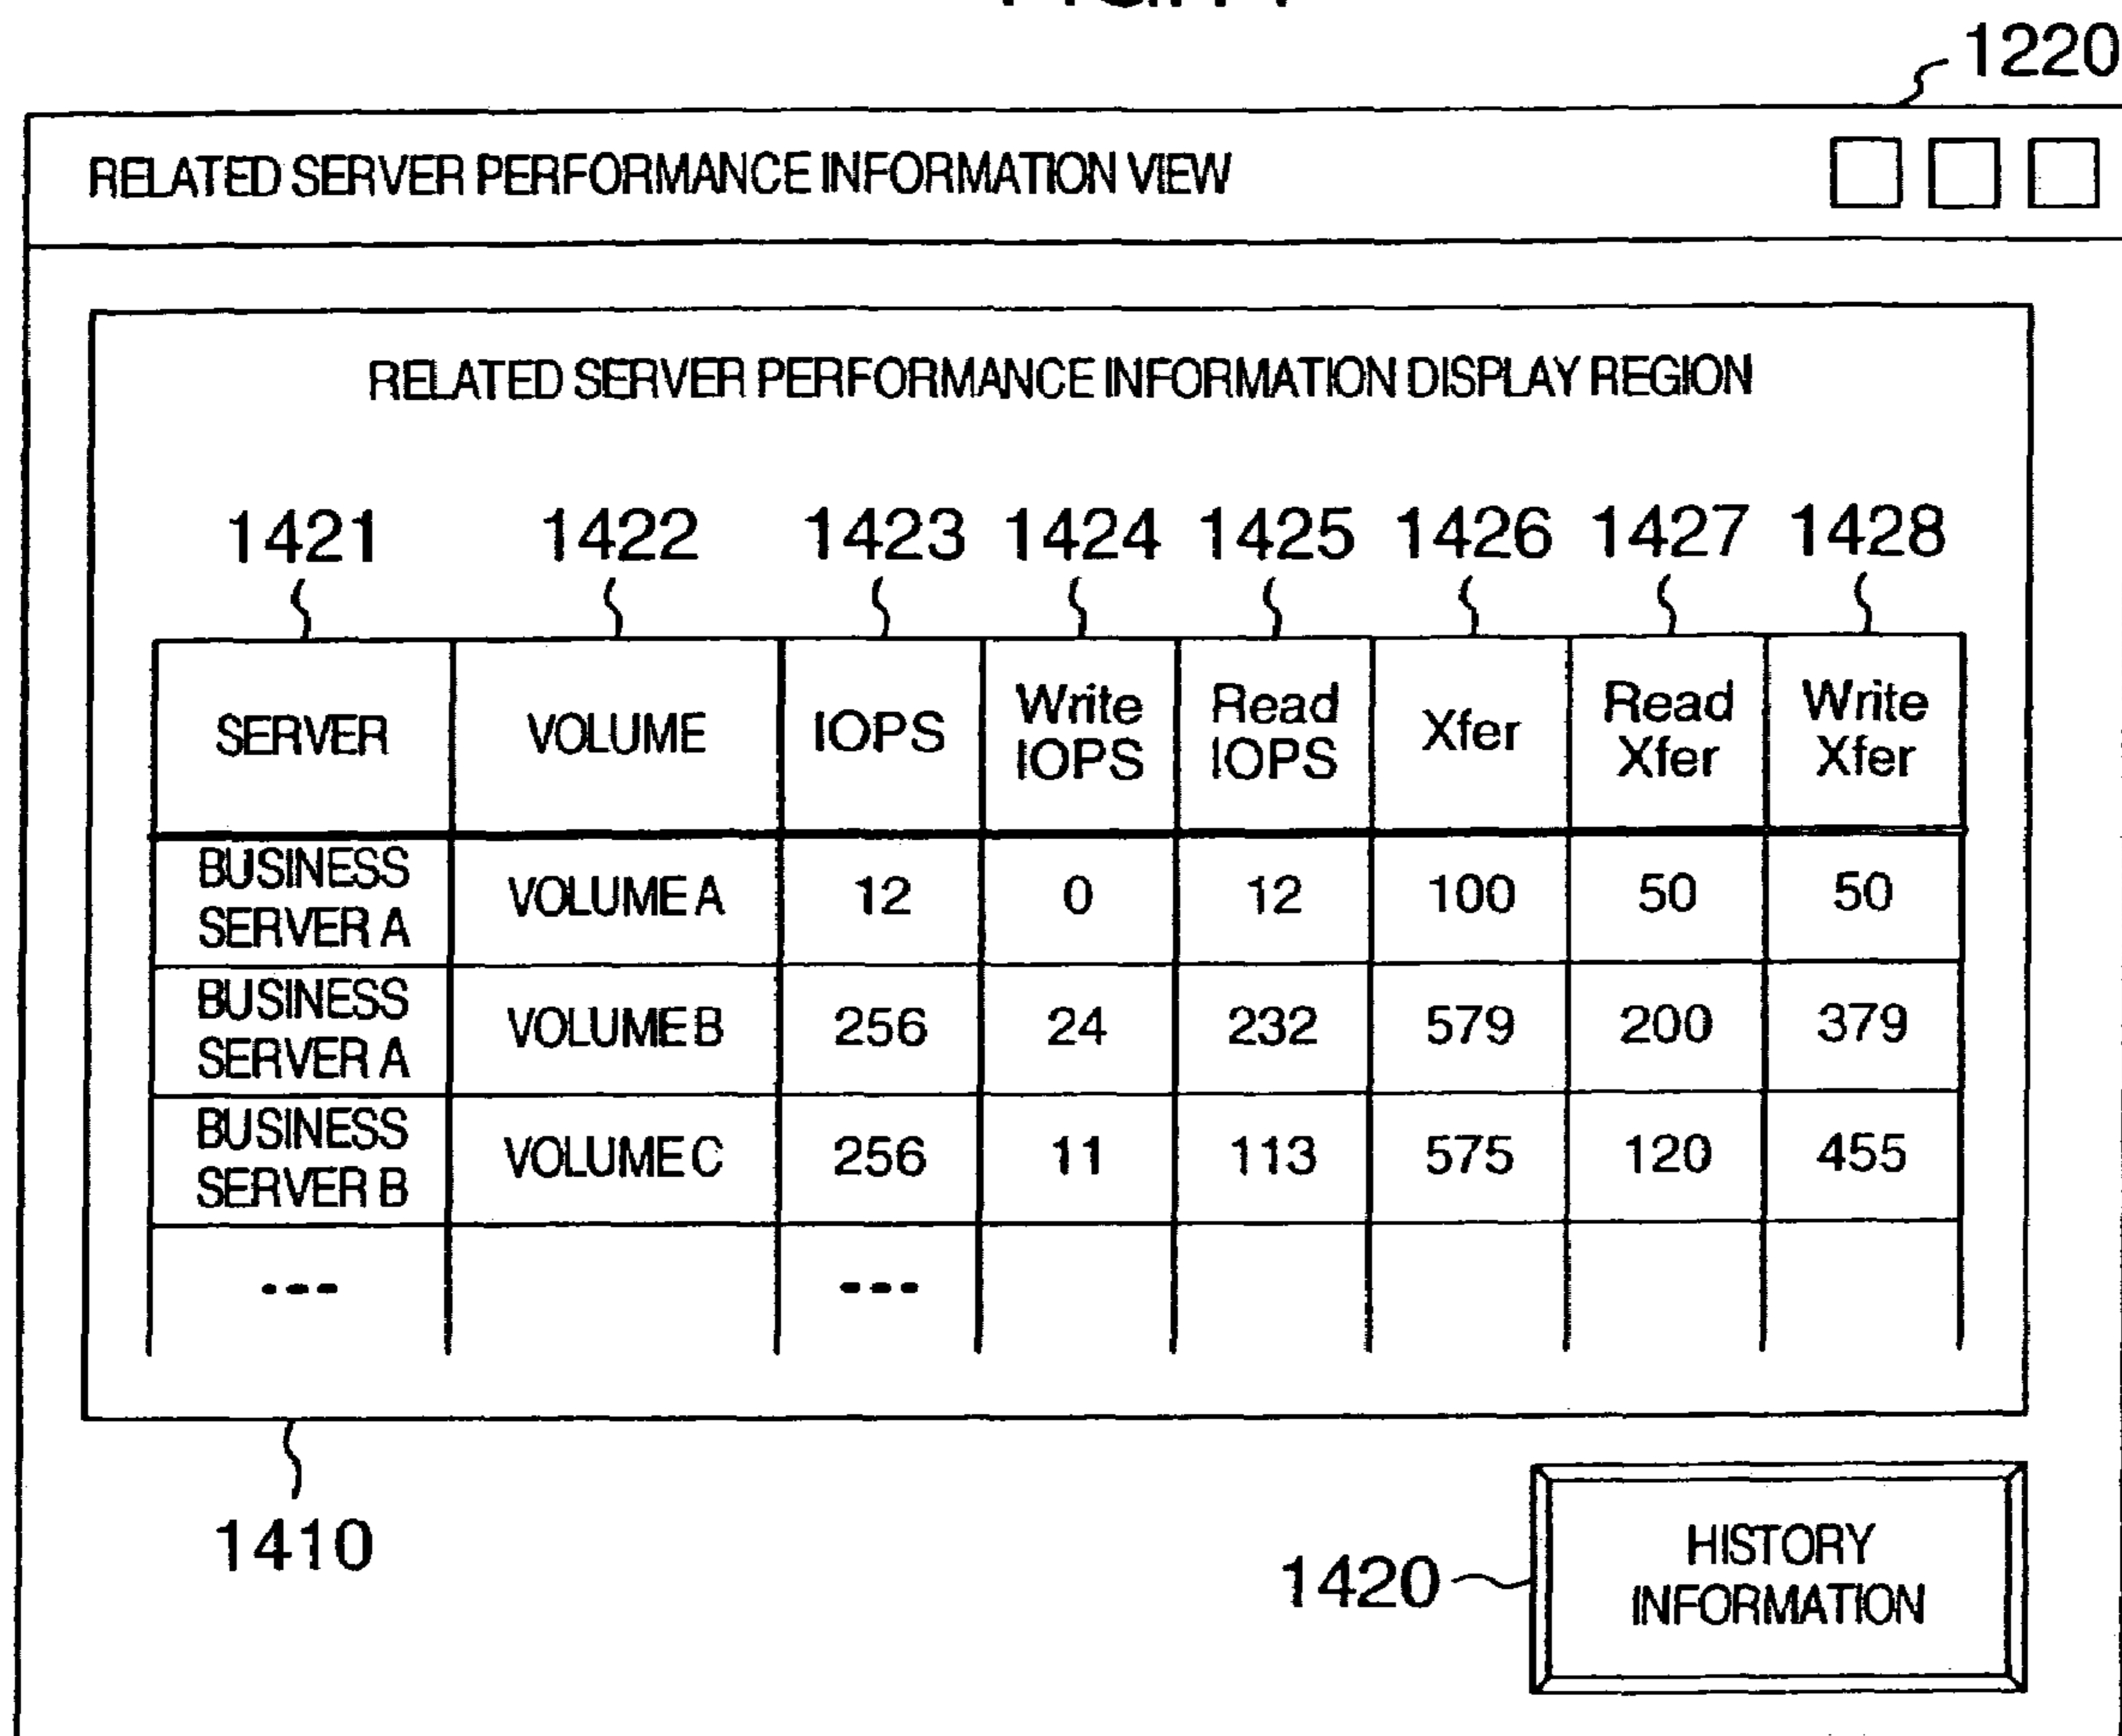 1220
RELATED SERVER PERFORMANCE INFORMATION VIEW
RELATED SERVER PERFORMANCE INFORMATION DISPLAY REGION
1421 1422 1423 1424 1425 1426 1427 1428
SERVER VOLUME IOPS Write IOPS Read IOPS Xfer Read Xfer Write Xfer
BUSINESS SERVER A VOLUME A 12 0 12 100 50 50
BUSINESS SERVER A VOLUME B 256 24 232 579 200 379
BUSINESS SERVER B VOLUME C 256 11 113 575 120 455
--- ---
1410
1420
HISTORY
INFORMATION